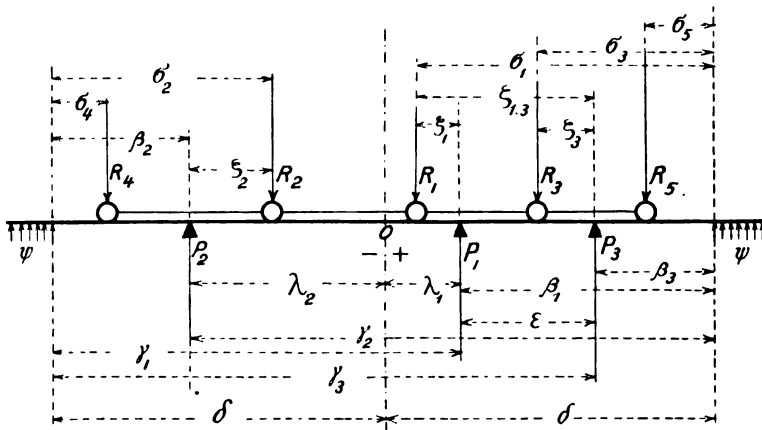 σ₅
σ₂ σ₁ σ₃
σ₄ ξ₁.₃
β₂ ξ₁ ξ₃
R₄ ξ₂ R₂ R₁ R₃ R₅
ψ P₂ O P₁ P₃ ψ
− +
λ₂ λ₁ β₁ β₃
ε
γ₂
γ₁
γ₃
δ δ